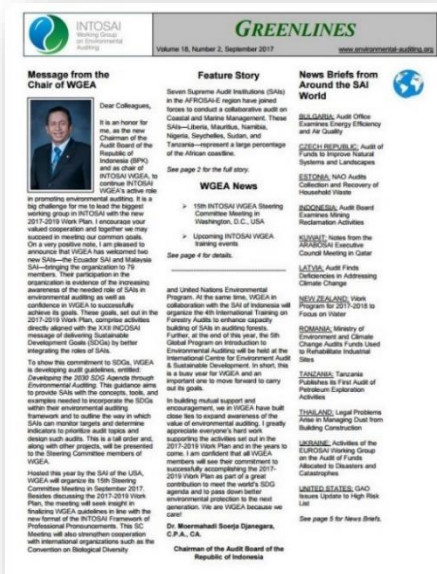 INTOSAI
Working Group
on Environmental
Auditing
GREENLINES
Volume 18, Number 2, September 2017
www.environmental-auditing.org
Message from the
Chair of WGEA
Dear Colleagues,
It is an honor for
me, as the new
Chairman of the
Audit Board of the
Republic of
Indonesia (BPK)
and as chair of
INTOSAI WGEA, to
continue INTOSAI
WGEA's active role
in promoting environmental auditing. It is a
big challenge for me to lead the biggest
working group in INTOSAI with the new
2017-2019 Work Plan. I encourage your
valued cooperation and together we may
succeed in meeting our common goals.
On a very positive note, I am pleased to
announce that WGEA has welcomed two
new SAIs—the Ecuador SAI and Malaysia
SAI—bringing the organization to 79
members. Their participation in the
organization is evidence of the increasing
awareness of the needed role of SAIs in
environmental auditing as well as
confidence in WGEA to successfully
achieve its goals. These goals, set out in the
2017-2019 Work Plan, comprise activities
directly aligned with the XXII INCOSAI
message of delivering Sustainable
Development Goals (SDGs) by better
integrating the roles of SAIs.
To show this commitment to SDGs, WGEA
is developing audit guidelines, entitled:
Developing the 2030 SDG Agenda through
Environmental Auditing. This guidance aims
to provide SAIs with the concepts, tools, and
examples needed to incorporate the SDGs
within their environmental auditing
framework and to outline the way in which
SAIs can monitor targets and determine
indicators to prioritize audit topics and
design such audits. This is a tall order and,
along with other projects, will be presented
to the Steering Committee members of
WGEA.
Hosted this year by the SAI of the USA,
WGEA will organize its 15th Steering
Committee Meeting in September 2017.
Besides discussing the 2017-2019 Work
Plan, the meeting will seek insight in
finalizing WGEA guidelines in line with the
new format of the INTOSAI Framework of
Professional Pronouncements. This SC
Meeting will also strengthen cooperation
with international organizations such as the
Convention on Biological Diversity
Feature Story
Seven Supreme Audit Institutions (SAIs)
in the AFROSAI-E region have joined
forces to conduct a collaborative audit on
Coastal and Marine Management. These
SAIs—Liberia, Mauritius, Namibia,
Nigeria, Seychelles, Sudan, and
Tanzania—represent a large percentage
of the African coastline.
See page 2 for the full story.
WGEA News
15th INTOSAI WGEA Steering
Committee Meeting in
Washington, D.C., USA
Upcoming INTOSAI WGEA
training events
See page 4 for details.
and United Nations Environment
Program. At the same time, WGEA in
collaboration with the SAI of Indonesia will
organize the 4th International Training on
Forestry Audits to enhance capacity
building of SAIs in auditing forests.
Further, at the end of this year, the 5th
Global Program on Introduction to
Environmental Auditing will be held at the
International Centre for Environment Audit
& Sustainable Development. In short, this
is a busy year for WGEA and an
important one to move forward to carry
out its goals.
In building mutual support and
encouragement, we in WGEA have built
close ties to expand awareness of the
value of environmental auditing. I greatly
appreciate everyone's hard work
supporting the activities set out in the
2017-2019 Work Plan and in the years to
come. I am confident that all WGEA
members will see their commitment to
successfully accomplishing the 2017-
2019 Work Plan as part of a great
contribution to meet the world's SDG
agenda and to pass down better
environmental protection to the next
generation. We are WGEA because we
care!
Dr. Moermahadi Soerja Djanegara,
C.P.A., CA.
Chairman of the Audit Board of the
Republic of Indonesia
News Briefs from
Around the SAI
World
BULGARIA: Audit Office
Examines Energy Efficiency
and Air Quality
CZECH REPUBLIC: Audit of
Funds to Improve Natural
Systems and Landscapes
ESTONIA: NAO Audits
Collection and Recovery of
Household Waste
INDONESIA: Audit Board
Examines Mining
Reclamation Activities
KUWAIT: Notes from the
ARABOSAI Executive
Council Meeting in Qatar
LATVIA: Audit Finds
Deficiencies in Addressing
Climate Change
NEW ZEALAND: Work
Program for 2017-2018 to
Focus on Water
ROMANIA: Ministry of
Environment and Climate
Change Audits Funds Used
to Rehabilitate Industrial
Sites
TANZANIA: Tanzania
Publishes its First Audit of
Petroleum Exploration
Activities
THAILAND: Legal Problems
Arise in Managing Dust from
Building Construction
UKRAINE: Activities of the
EUROSAI Working Group
on the Audit of Funds
Allocated to Disasters and
Catastrophes
UNITED STATES: GAO
Issues Update to High Risk
List
See page 5 for News Briefs.